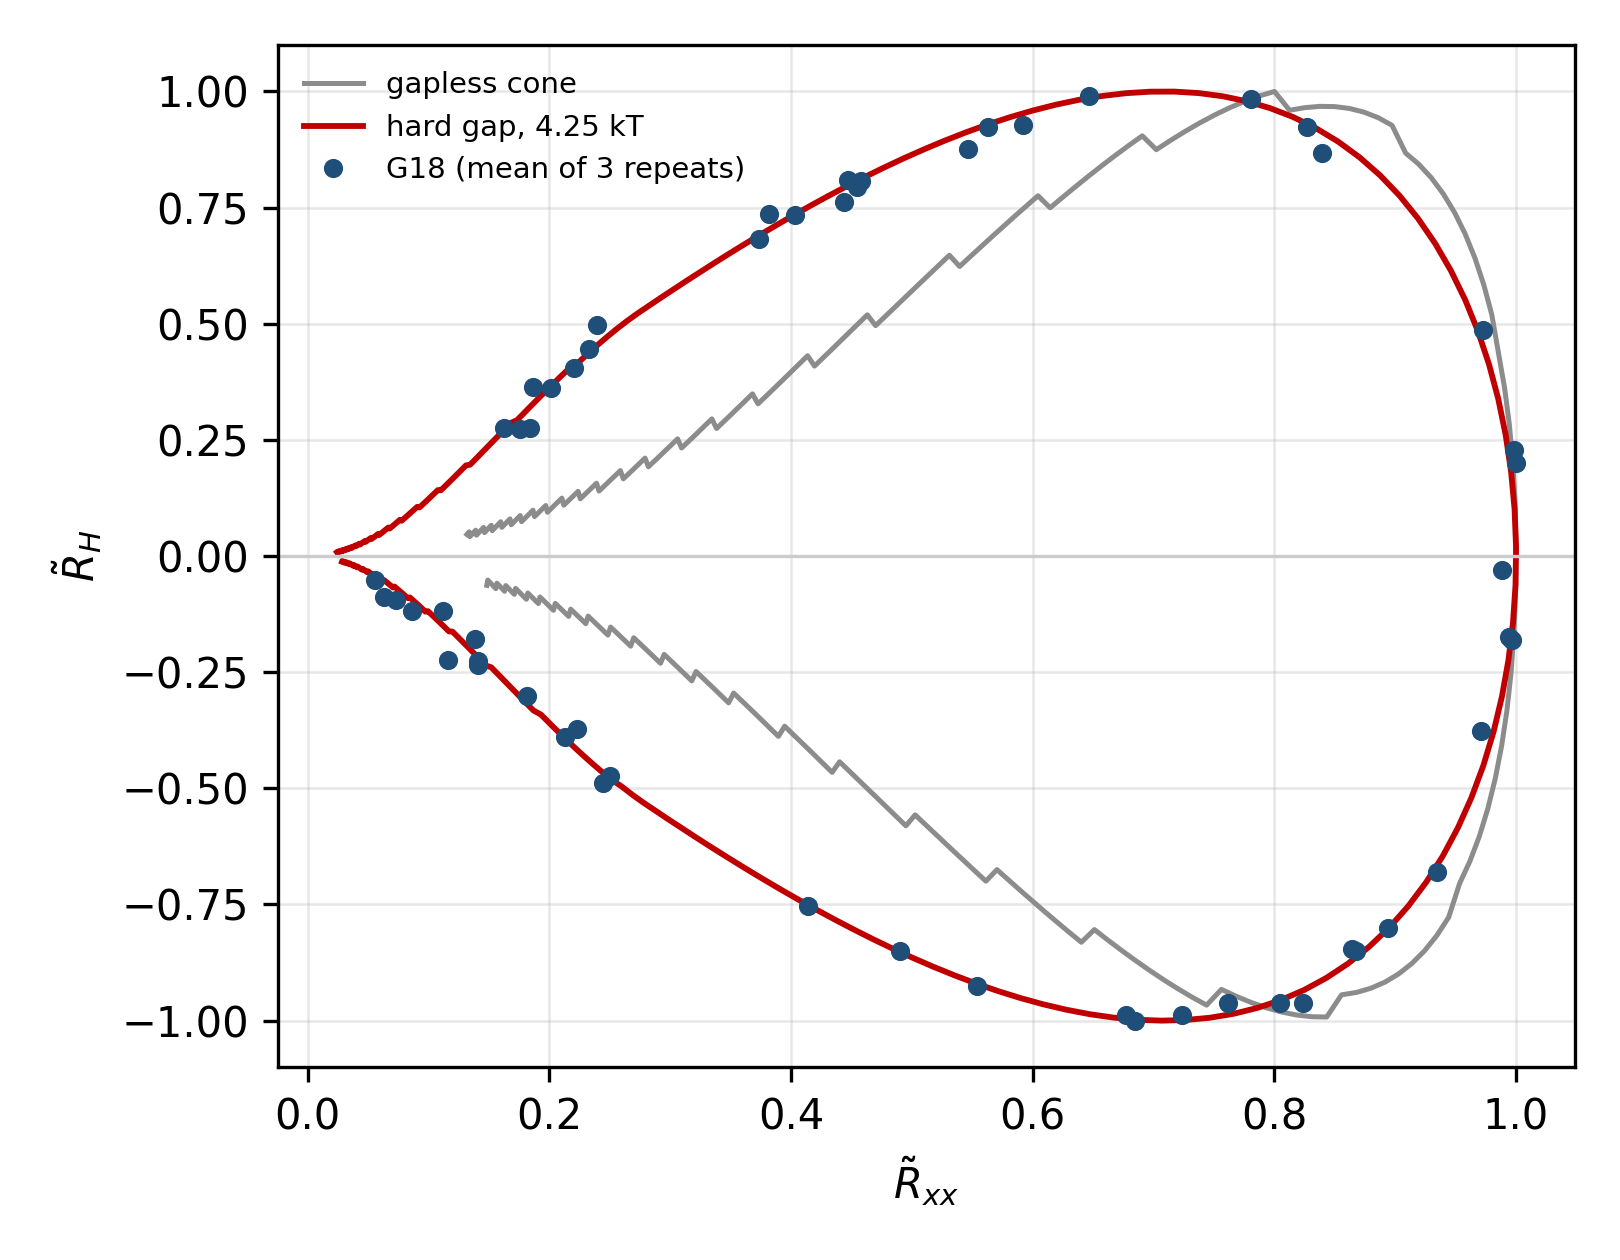 gapless cone
hard gap, 4.25 kT
G18 (mean of 3 repeats)
1.00
0.75
0.50
0.25
0.00
−0.25
−0.50
−0.75
−1.00
R̃_H
0.0 0.2 0.4 0.6 0.8 1.0
R̃_xx